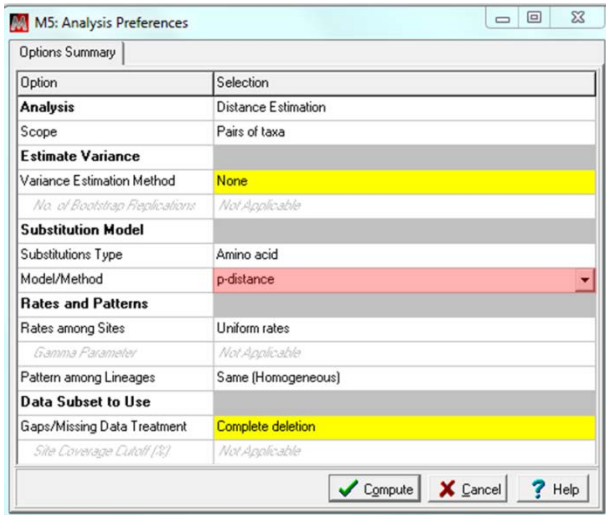 M5: Analysis Preferences
Options Summary
Option Selection
Analysis Distance Estimation
Scope Pairs of taxa
Estimate Variance
Variance Estimation Method None
No. of Bootstrap Replications Not Applicable
Substitution Model
Substitutions Type Amino acid
Model/Method p-distance
Rates and Patterns
Rates among Sites Uniform rates
Gamma Parameter Not Applicable
Pattern among Lineages Same (Homogeneous)
Data Subset to Use
Gaps/Missing Data Treatment Complete deletion
Site Coverage Cutoff (%) Not Applicable
Compute Cancel ? Help